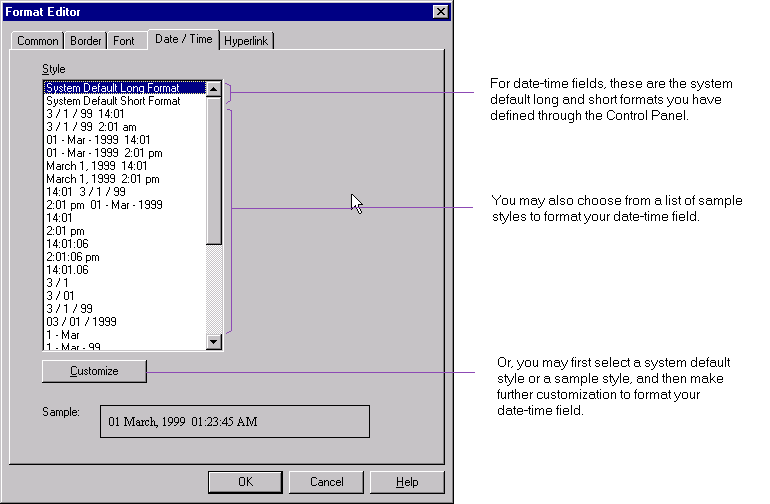 Format Editor
Common Border Font Date / Time Hyperlink
Style
System Default Long Format
System Default Short Format
3 / 1 / 99 14:01
3 / 1 / 99 2:01 am
01 - Mar - 1999 14:01
01 - Mar - 1999 2:01 pm
March 1, 1999 14:01
March 1, 1999 2:01 pm
14:01 3 / 1 / 99
2:01 pm 01 - Mar - 1999
14:01
2:01 pm
14:01:06
2:01:06 pm
14:01.06
3 / 1
3 / 01
3 / 1 / 99
03 / 01 / 1999
1 - Mar
1 - Mar - 99
Customize
Sample:
01 March, 1999 01:23:45 AM
OK Cancel Help
For date-time fields, these are the system
default long and short formats you have
defined through the Control Panel.
You may also choose from a list of sample
styles to format your date-time field.
Or, you may first select a system default
style or a sample style, and then make
further customization to format your
date-time field.